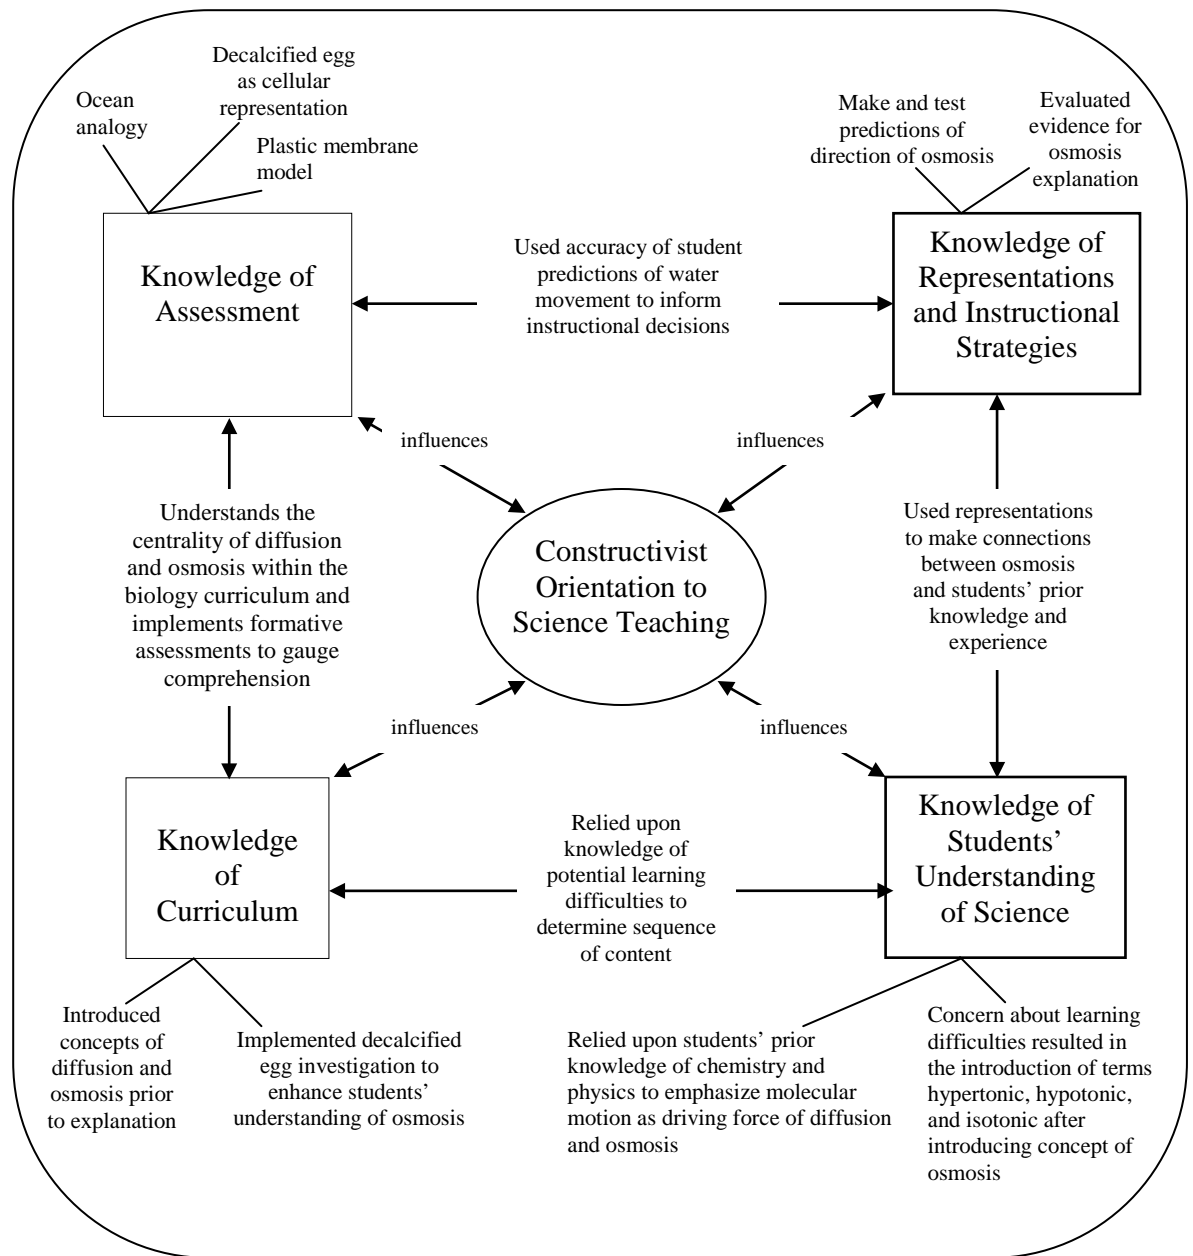 Decalcified egg
as cellular
representation
Ocean
analogy
Plastic membrane
model
Make and test
predictions of
direction of osmosis
Evaluated
evidence for
osmosis
explanation
Knowledge of
Assessment
Used accuracy of student
predictions of water
movement to inform
instructional decisions
Knowledge of
Representations
and Instructional
Strategies
influences
influences
Understands the
centrality of diffusion
and osmosis within the
biology curriculum and
implements formative
assessments to gauge
comprehension
Constructivist
Orientation to
Science Teaching
Used representations
to make connections
between osmosis
and students’ prior
knowledge and
experience
influences
influences
Knowledge
of
Curriculum
Relied upon
knowledge of
potential learning
difficulties to
determine sequence
of content
Knowledge of
Students’
Understanding
of Science
Introduced
concepts of
diffusion and
osmosis prior
to explanation
Implemented decalcified
egg investigation to
enhance students’
understanding of osmosis
Relied upon students’ prior
knowledge of chemistry and
physics to emphasize molecular
motion as driving force of diffusion
and osmosis
Concern about learning
difficulties resulted in
the introduction of terms
hypertonic, hypotonic,
and isotonic after
introducing concept of
osmosis